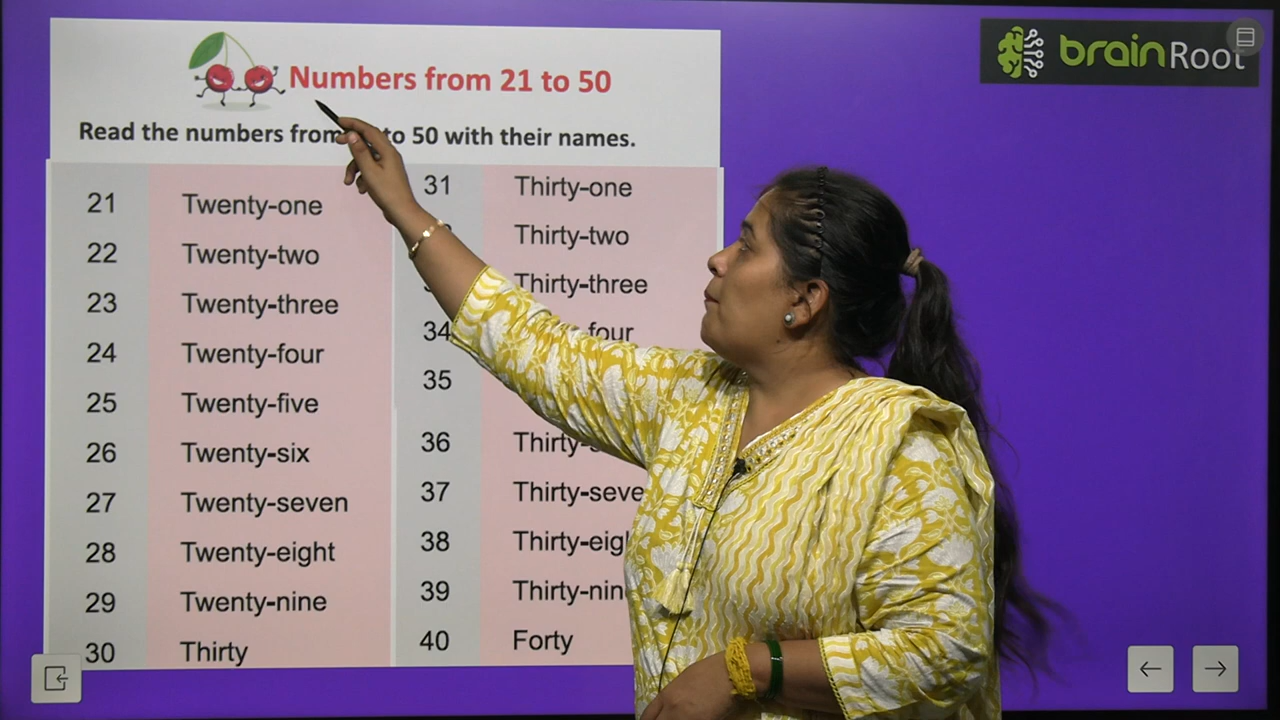 brainRoot
Numbers from 21 to 50
Read the numbers from to 50 with their names.
21 Twenty-one
22 Twenty-two
23 Twenty-three
24 Twenty-four
25 Twenty-five
26 Twenty-six
27 Twenty-seven
28 Twenty-eight
29 Twenty-nine
30 Thirty
31 Thirty-one
Thirty-two
Thirty-three
34 four
35
36
37
38
39
40 Forty